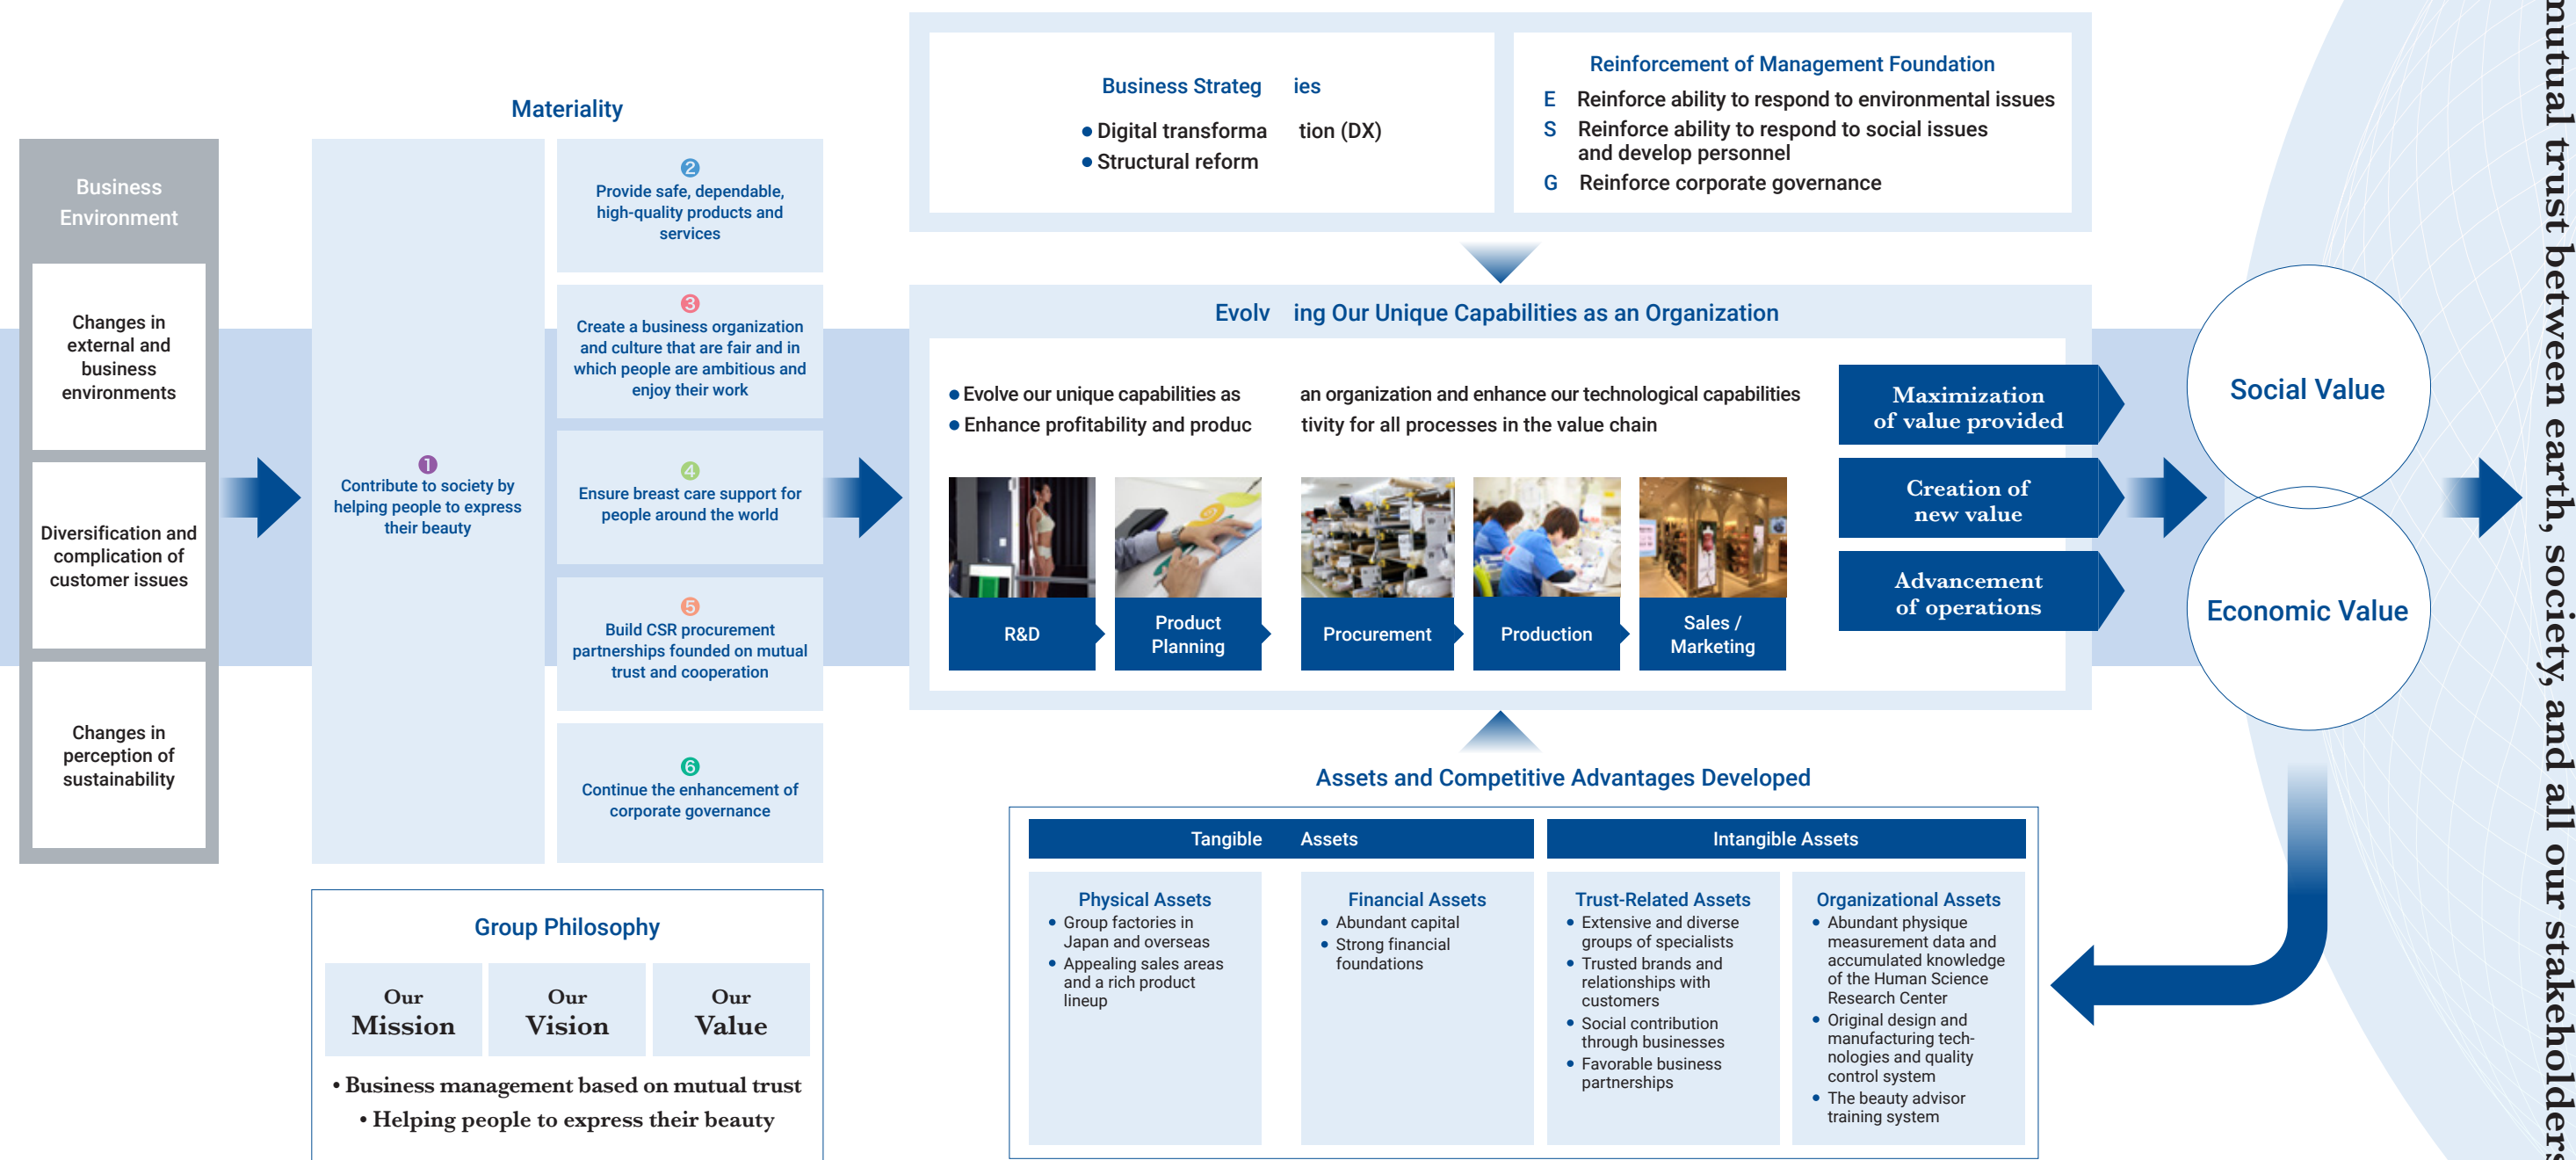 Business
Environment
Changes in
external and
business
environments
Diversification and
complication of
customer issues
Changes in
perception of
sustainability
Materiality
❶
Contribute to society by
helping people to express
their beauty
❷
Provide safe, dependable,
high-quality products and
services
❸
Create a business organization
and culture that are fair and in
which people are ambitious and
enjoy their work
❹
Ensure breast care support for
people around the world
❺
Build CSR procurement
partnerships founded on mutual
trust and cooperation
❻
Continue the enhancement of
corporate governance
Group Philosophy
Our
Mission
Our
Vision
Our
Value
• Business management based on mutual trust
• Helping people to express their beauty
Business Strateg ies
● Digital transforma tion (DX)
● Structural reform
Reinforcement of Management Foundation
E Reinforce ability to respond to environmental issues
S Reinforce ability to respond to social issues
and develop personnel
G Reinforce corporate governance
Evolv ing Our Unique Capabilities as an Organization
● Evolve our unique capabilities as an organization and enhance our technological capabilities
● Enhance profitability and produc tivity for all processes in the value chain
R&D
Product
Planning
Procurement
Production
Sales /
Marketing
Maximization
of value provided
Creation of
new value
Advancement
of operations
Assets and Competitive Advantages Developed
Tangible Assets
Physical Assets
● Group factories in
Japan and overseas
● Appealing sales areas
and a rich product
lineup
Financial Assets
● Abundant capital
● Strong financial
foundations
Intangible Assets
Trust-Related Assets
● Extensive and diverse
groups of specialists
● Trusted brands and
relationships with
customers
● Social contribution
through businesses
● Favorable business
partnerships
Organizational Assets
● Abundant physique
measurement data and
accumulated knowledge
of the Human Science
Research Center
● Original design and
manufacturing tech-
nologies and quality
control system
● The beauty advisor
training system
Social Value
Economic Value
mutual trust between earth, society, and all our stakeholders